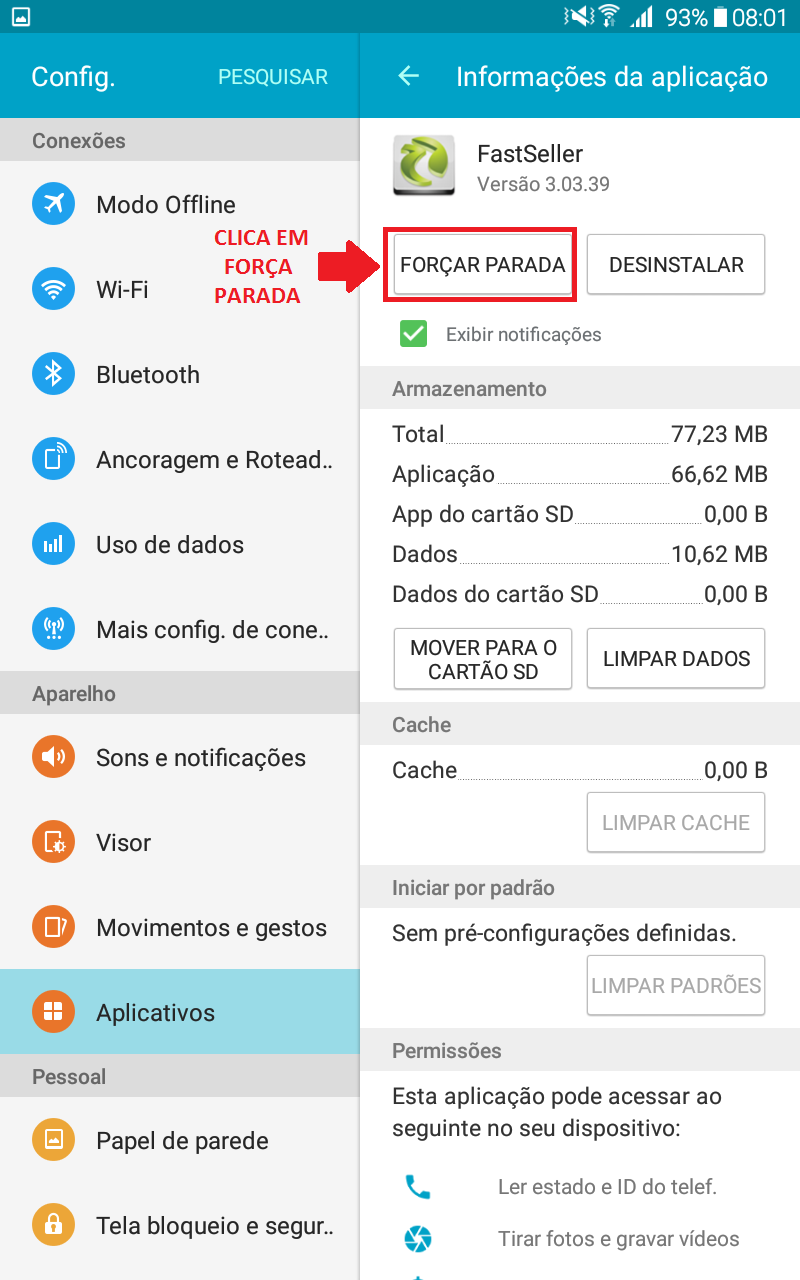 93% 08:01
Config.
PESQUISAR
Informações da aplicação
Conexões
Modo Offline
CLICA EM
FORÇA
PARADA
Wi-Fi
Bluetooth
Ancoragem e Rotead..
Uso de dados
Mais config. de cone..
Aparelho
Sons e notificações
Visor
Movimentos e gestos
Aplicativos
Pessoal
Papel de parede
Tela bloqueio e segur..
FastSeller
Versão 3.03.39
FORÇAR PARADA
DESINSTALAR
Exibir notificações
Armazenamento
Total 77,23 MB
Aplicação 66,62 MB
App do cartão SD 0,00 B
Dados 10,62 MB
Dados do cartão SD 0,00 B
MOVER PARA O
CARTÃO SD
LIMPAR DADOS
Cache
Cache 0,00 B
LIMPAR CACHE
Iniciar por padrão
Sem pré-configurações definidas.
LIMPAR PADRÕES
Permissões
Esta aplicação pode acessar ao
seguinte no seu dispositivo:
Ler estado e ID do telef.
Tirar fotos e gravar vídeos